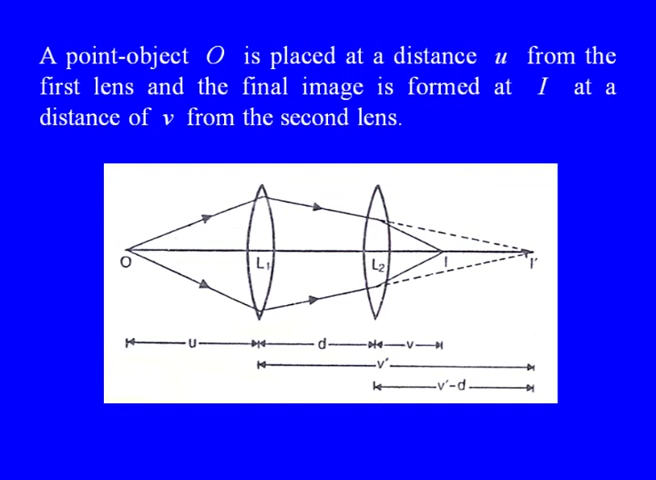 A point-object O is placed at a distance u from the
first lens and the final image is formed at I at a
distance of v from the second lens.
O L1 L2 I I'
u d v
v'
v'-d